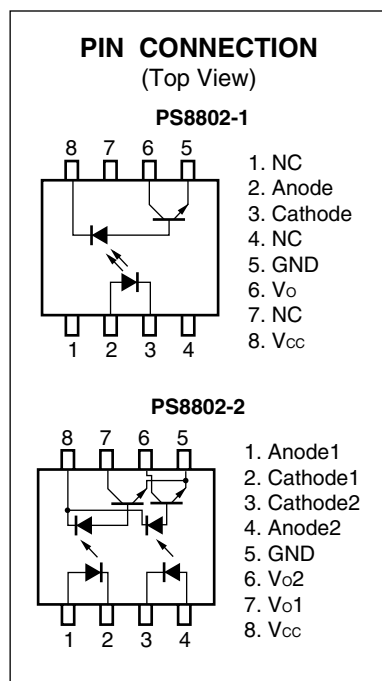 PIN CONNECTION
(Top View)
PS8802-1
8 7 6 5
1 2 3 4
1. NC
2. Anode
3. Cathode
4. NC
5. GND
6. VO
7. NC
8. VCC
PS8802-2
8 7 6 5
1 2 3 4
1. Anode1
2. Cathode1
3. Cathode2
4. Anode2
5. GND
6. VO2
7. VO1
8. VCC